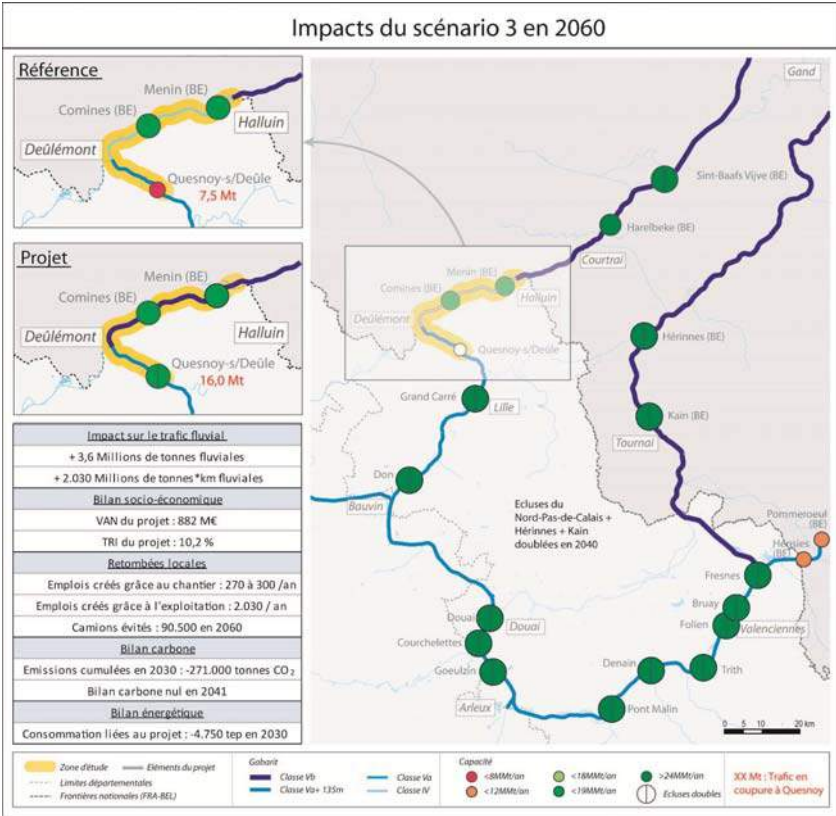 Impacts du scénario 3 en 2060
Référence
Menin (BE)
Comines (BE)
Halluin
Deûlémont
Quesnoy-s/Deûle
7,5 Mt
Projet
Menin (BE)
Comines (BE)
Deûlémont
Halluin
Quesnoy-s/Deûle
16,0 Mt
Impact sur le trafic fluvial
+ 3,6 Millions de tonnes fluviales
+ 2.030 Millions de tonnes*km fluviales
Bilan socio-économique
VAN du projet : 882 M€
TRI du projet : 10,2 %
Retombées locales
Emplois créés grâce au chantier : 270 à 300 /an
Emplois créés grâce à l'exploitation : 2.030 / an
Camions évités : 90.500 en 2060
Bilan carbone
Emissions cumulées en 2030 : -271.000 tonnes CO₂
Bilan carbone nul en 2041
Bilan énergétique
Consommation liées au projet : -4.750 tep en 2030
Gand
Sint-Baafs Vijve (BE)
Harelbeke (BE)
Courtrai
Menin (BE)
Comines (BE)
Halluin
Deûlémont
Quesnoy-s/Deûle
Hérinnes (BE)
Grand Carré
Lille
Kain (BE)
Tournai
Don
Bauvin
Ecluses du
Nord-Pas-de-Calais +
Hérinnes + Kain
doublées en 2040
Pommeroeul
(BE)
Hensies
(BE)
Fresnes
Bruay
Folien
Valenciennes
Douai
Douai
Courchelettes
Goeulzin
Denain
Trith
Arleux
Pont Malin
0 5 10 20 km
Zone d'étude
Eléments du projet
Limites départementales
Frontières nationales (FRA-BEL)
Gabarit
Classe Vb
Classe Va
Classe Va+ 135m
Classe IV
Capacité
<8MMt/an
<18MMt/an
>24MMt/an
<12MMt/an
<19MMt/an
Ecluses doubles
XX Mt : Trafic en
coupure à Quesnoy